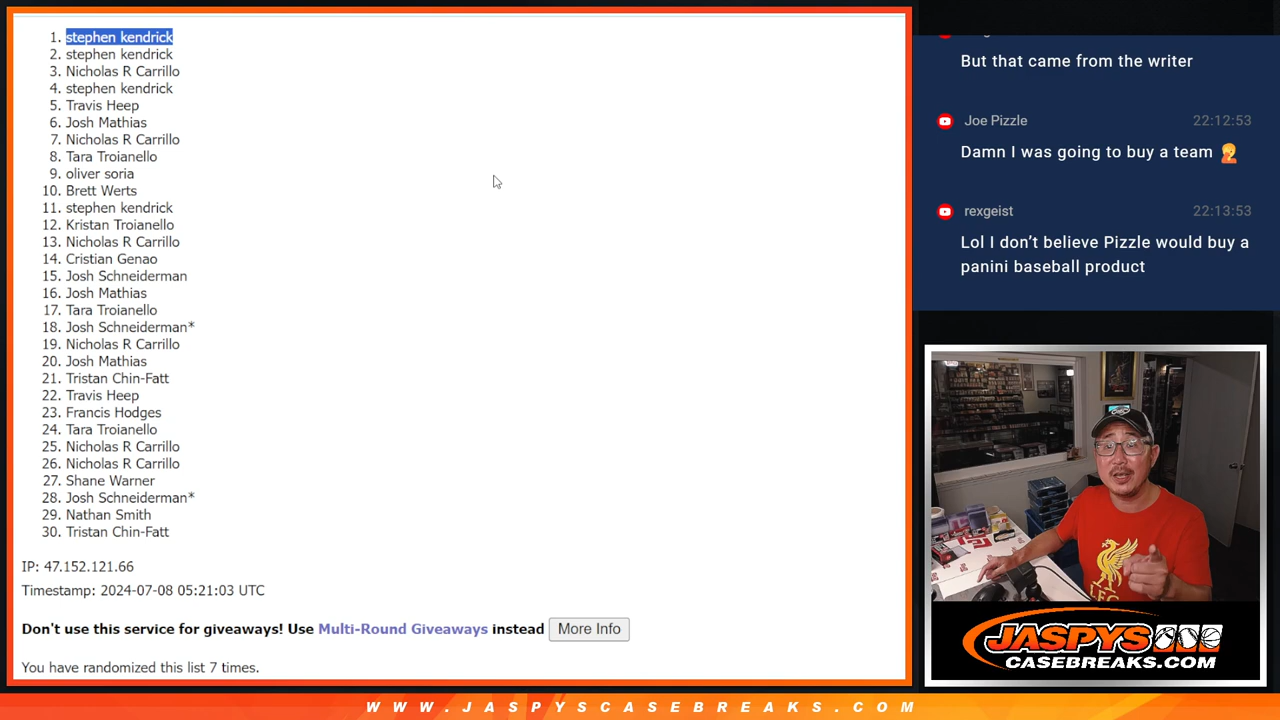 1. stephen kendrick
2. stephen kendrick
3. Nicholas R Carrillo
4. stephen kendrick
5. Travis Heep
6. Josh Mathias
7. Nicholas R Carrillo
8. Tara Troianello
9. oliver soria
10. Brett Werts
11. stephen kendrick
12. Kristan Troianello
13. Nicholas R Carrillo
14. Cristian Genao
15. Josh Schneiderman
16. Josh Mathias
17. Tara Troianello
18. Josh Schneiderman*
19. Nicholas R Carrillo
20. Josh Mathias
21. Tristan Chin-Fatt
22. Travis Heep
23. Francis Hodges
24. Tara Troianello
25. Nicholas R Carrillo
26. Nicholas R Carrillo
27. Shane Warner
28. Josh Schneiderman*
29. Nathan Smith
30. Tristan Chin-Fatt
IP: 47.152.121.66
Timestamp: 2024-07-08 05:21:03 UTC
Don't use this service for giveaways! Use Multi-Round Giveaways instead More Info
You have randomized this list 7 times.
But that came from the writer
Joe Pizzle 22:12:53
Damn I was going to buy a team 🤦
rexgeist 22:13:53
Lol I don’t believe Pizzle would buy a
panini baseball product
LFC
JASPYS
CASEBREAKS.COM
WWW.JASPYSCASEBREAKS.COM